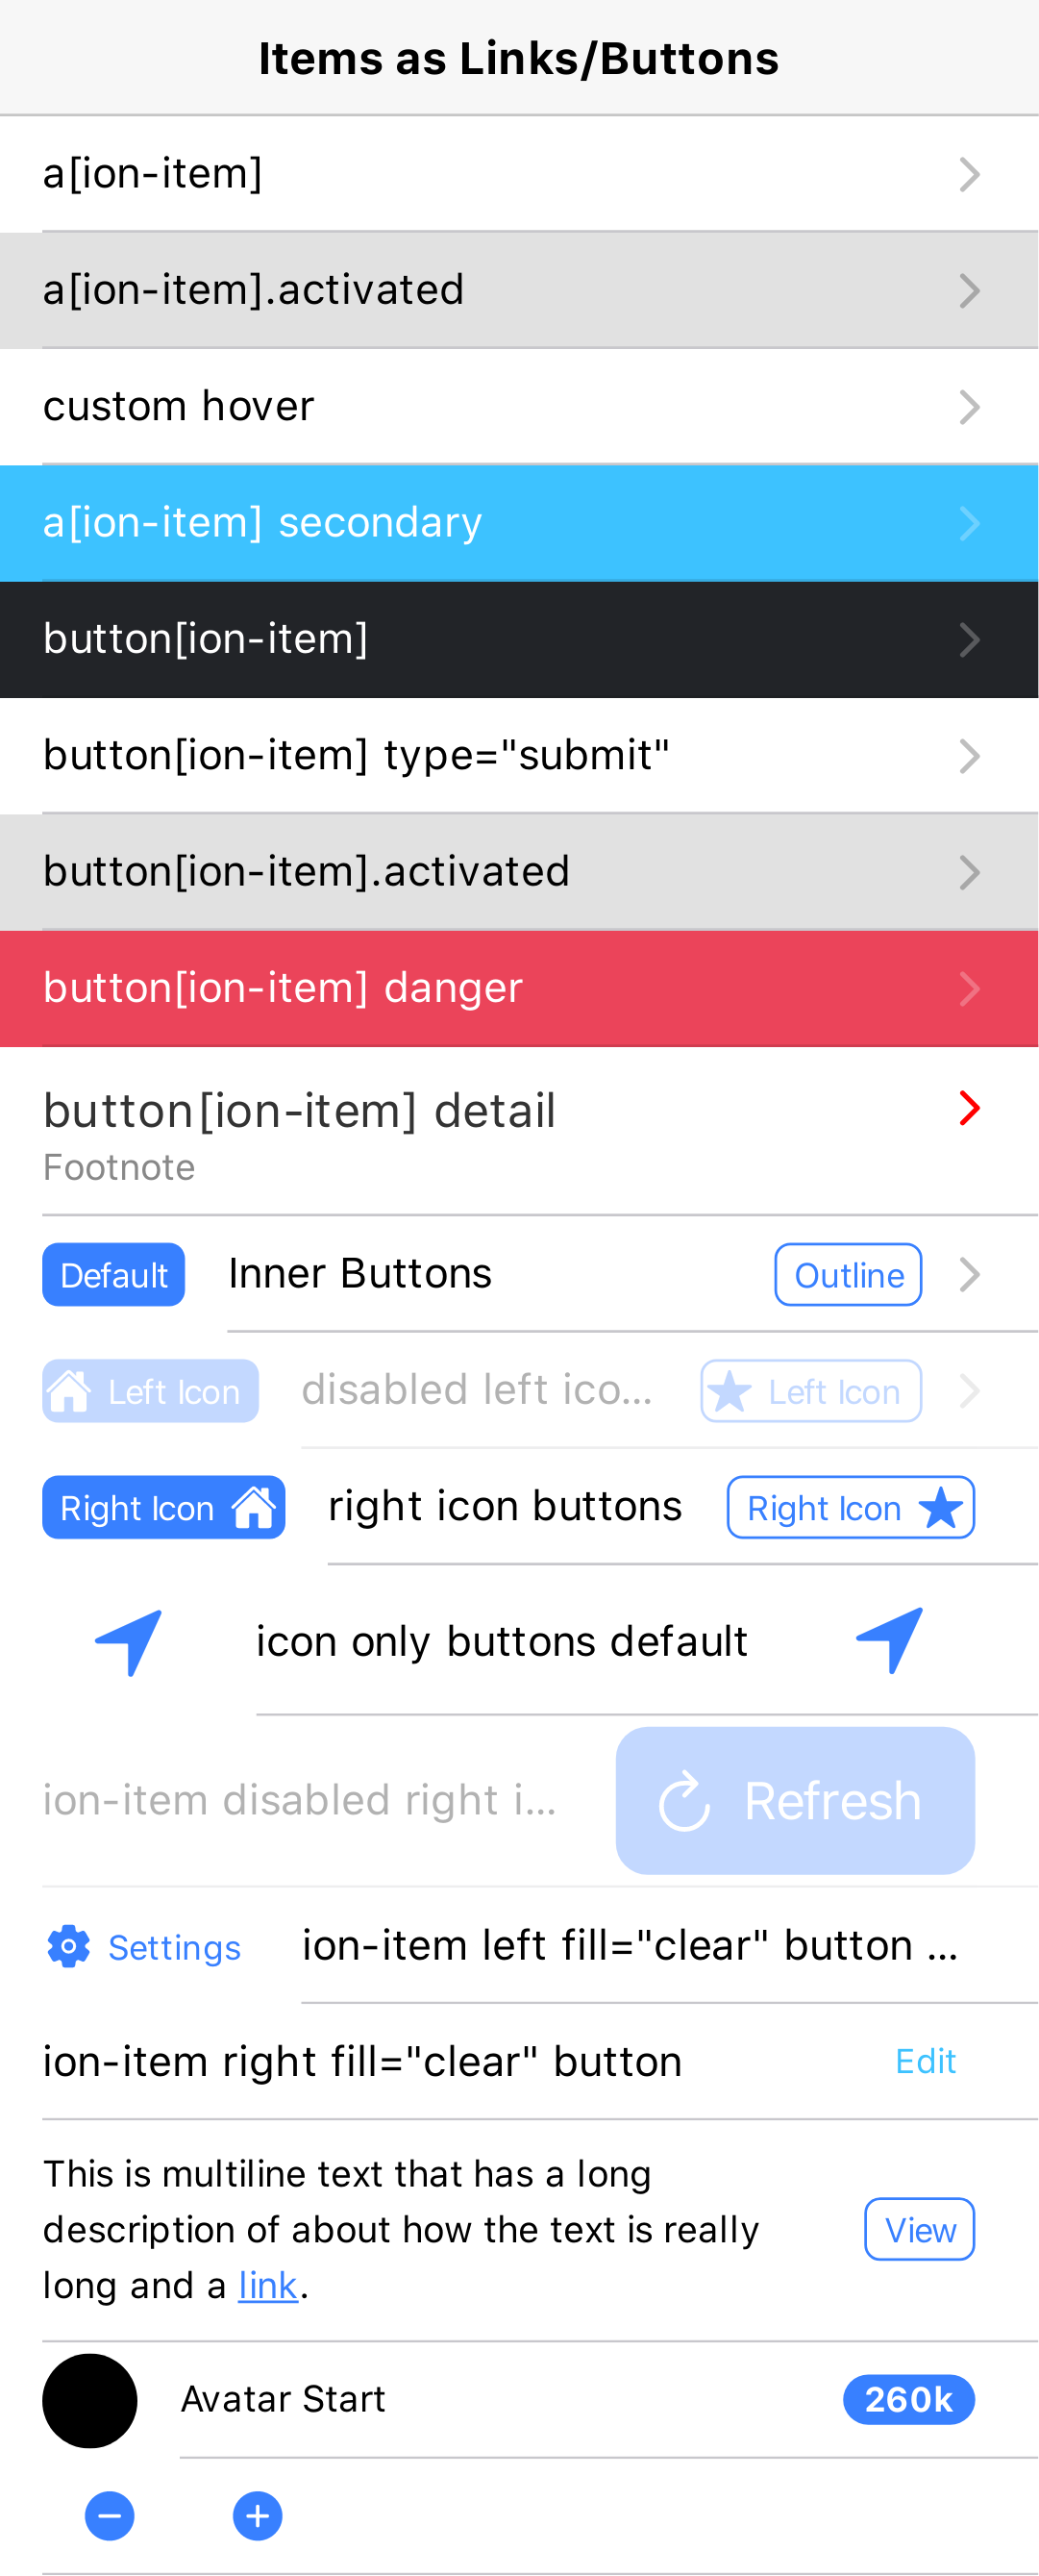 Items as Links/Buttons
a[ion-item]
a[ion-item].activated
custom hover
a[ion-item] secondary
button[ion-item]
button[ion-item] type="submit"
button[ion-item].activated
button[ion-item] danger
button[ion-item] detail
Footnote
Default Inner Buttons Outline
Left Icon disabled left ico... Left Icon
Right Icon right icon buttons Right Icon
icon only buttons default
ion-item disabled right i... Refresh
Settings ion-item left fill="clear" button ...
ion-item right fill="clear" button Edit
This is multiline text that has a long
description of about how the text is really
long and a link.
View
Avatar Start 260k